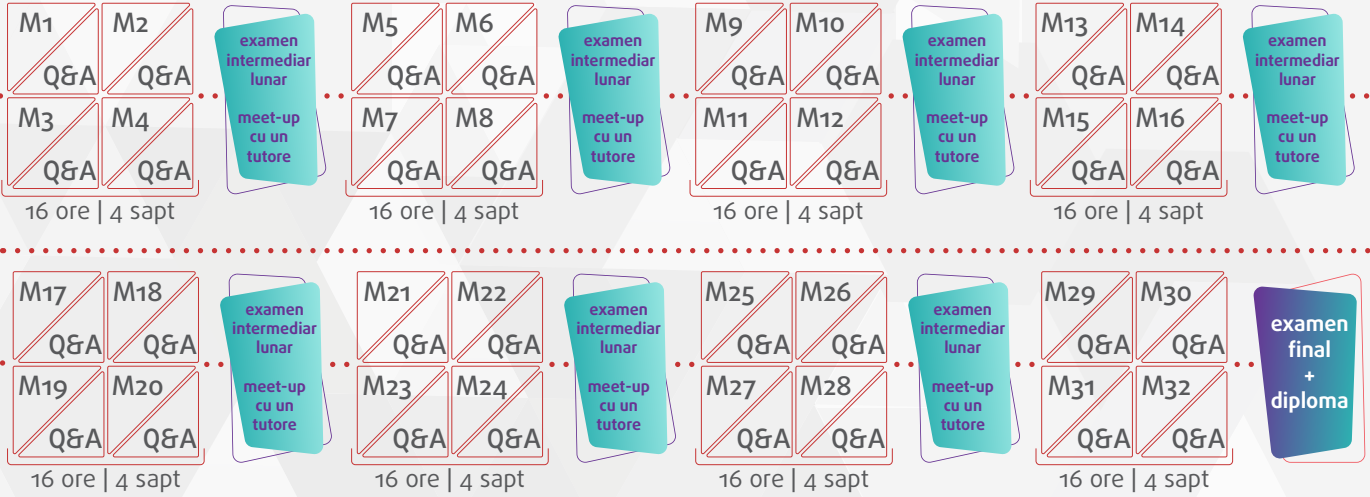 M1 M2
Q&A Q&A
M3 M4
Q&A Q&A
16 ore | 4 sapt
examen
intermediar
lunar
meet-up
cu un
tutore
M5 M6
Q&A Q&A
M7 M8
Q&A Q&A
16 ore | 4 sapt
examen
intermediar
lunar
meet-up
cu un
tutore
M9 M10
Q&A Q&A
M11 M12
Q&A Q&A
16 ore | 4 sapt
examen
intermediar
lunar
meet-up
cu un
tutore
M13 M14
Q&A Q&A
M15 M16
Q&A Q&A
16 ore | 4 sapt
examen
intermediar
lunar
meet-up
cu un
tutore
M17 M18
Q&A Q&A
M19 M20
Q&A Q&A
16 ore | 4 sapt
examen
intermediar
lunar
meet-up
cu un
tutore
M21 M22
Q&A Q&A
M23 M24
Q&A Q&A
16 ore | 4 sapt
examen
intermediar
lunar
meet-up
cu un
tutore
M25 M26
Q&A Q&A
M27 M28
Q&A Q&A
16 ore | 4 sapt
examen
intermediar
lunar
meet-up
cu un
tutore
M29 M30
Q&A Q&A
M31 M32
Q&A Q&A
16 ore | 4 sapt
examen
final
+
diploma